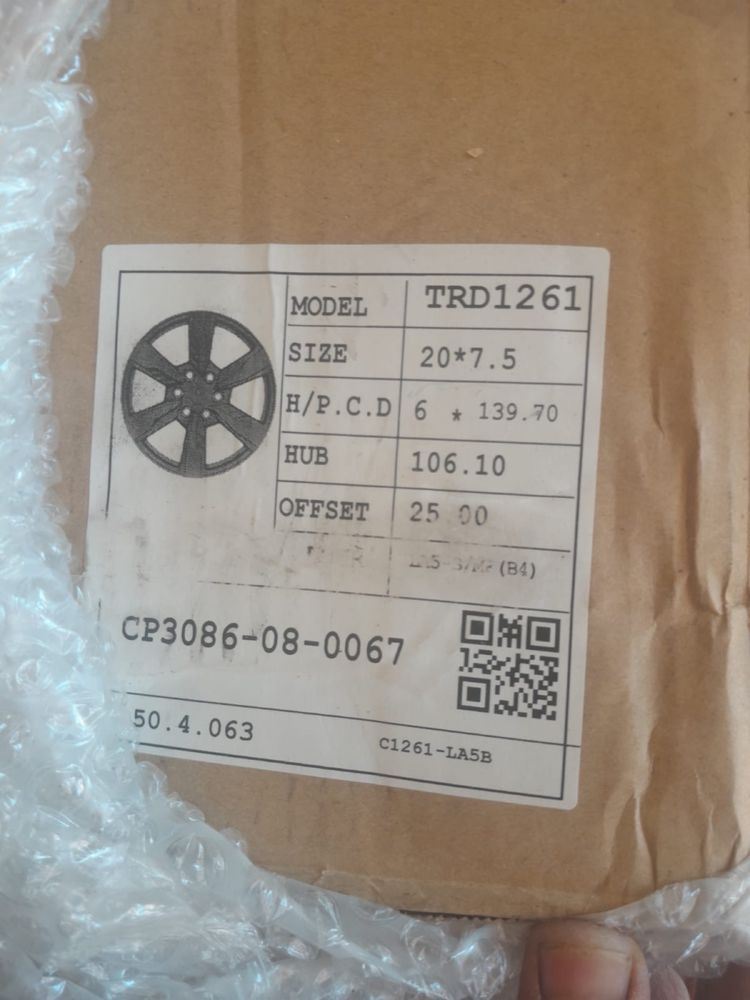 MODEL TRD1261
SIZE 20*7.5
H/P.C.D 6 * 139.70
HUB 106.10
OFFSET 25 00
(B4)
CP3086-08-0067
50.4.063
C1261-LA5B